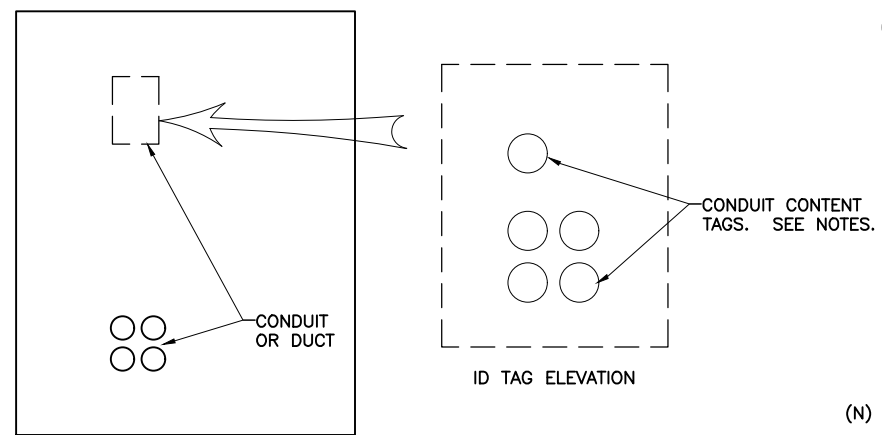 CONDUIT CONTENT
TAGS. SEE NOTES.
CONDUIT
OR DUCT
ID TAG ELEVATION
(N)